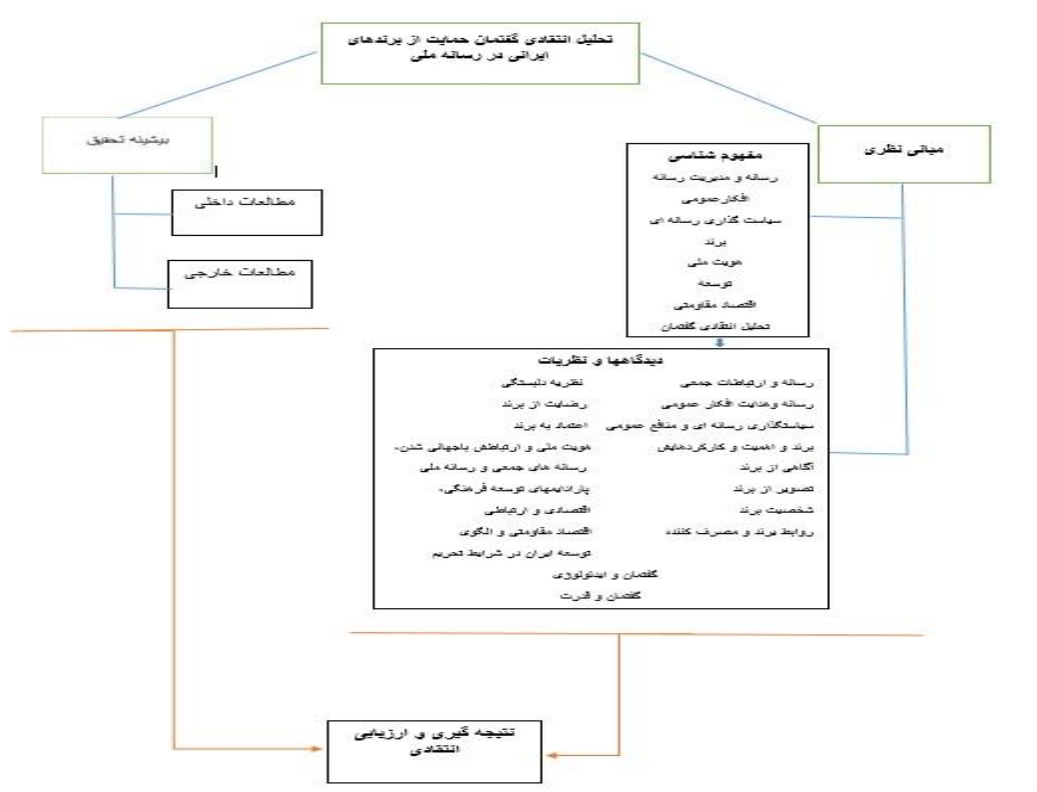 تحلیل انتقادی گفتمان حمایت از برندهای
ایرانی در رسانه ملی
مبانی نظری
پیشینه تحقیق
مفهوم شناسی
رسانه و مدیریت رسانه
افکارعمومی
سیاست گذاری رسانه ای
برند
هویت ملی
توسعه
اقتصاد مقاومتی
تحلیل انتقادی گفتمان
مطالعات داخلی
مطالعات خارجی
دیدگاهها و نظریات
رسانه و ارتباطات جمعی
رسانه وهدایت افکار عمومی
سیاستگذاری رسانه ای و منافع عمومی
برند و اهمیت و کارکردهایش
آگاهی از برند
تصویر از برند
شخصیت برند
روابط برند و مصرف کننده
نظریه دلبستگی
رضایت از برند
اعتماد به برند
هویت ملی و ارتباطش باجهانی شدن،
رسانه های جمعی و رسانه ملی
پارادایمهای توسعه فرهنگی،
اقتصادی و ارتباطی
اقتصاد مقاومتی و الگوی
توسعه ایران در شرایط تحریم
گفتمان و ایدئولوژی
گفتمان و قدرت
نتیجه گیری و ارزیابی
انتقادی